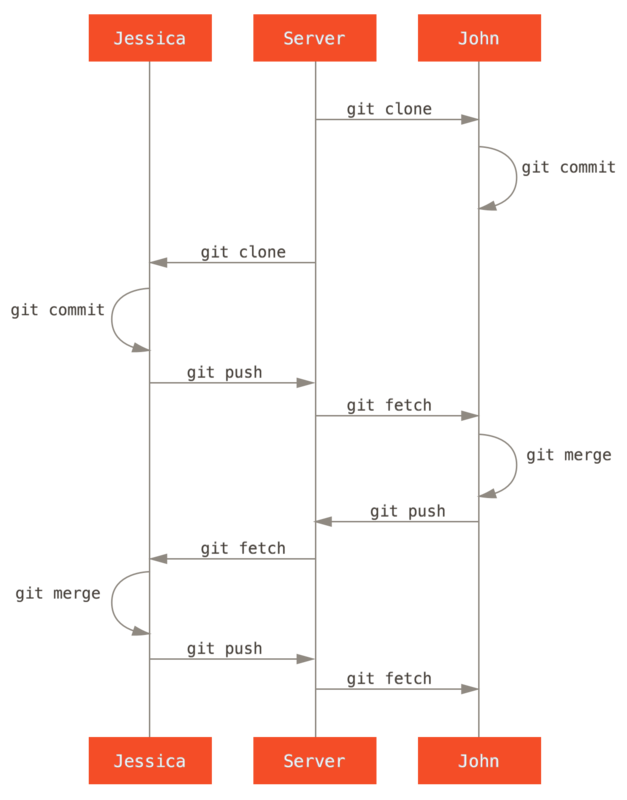 Jessica
Server
John
git clone
git commit
git clone
git commit
git push
git fetch
git merge
git push
git fetch
git merge
git push
git fetch
Jessica
Server
John